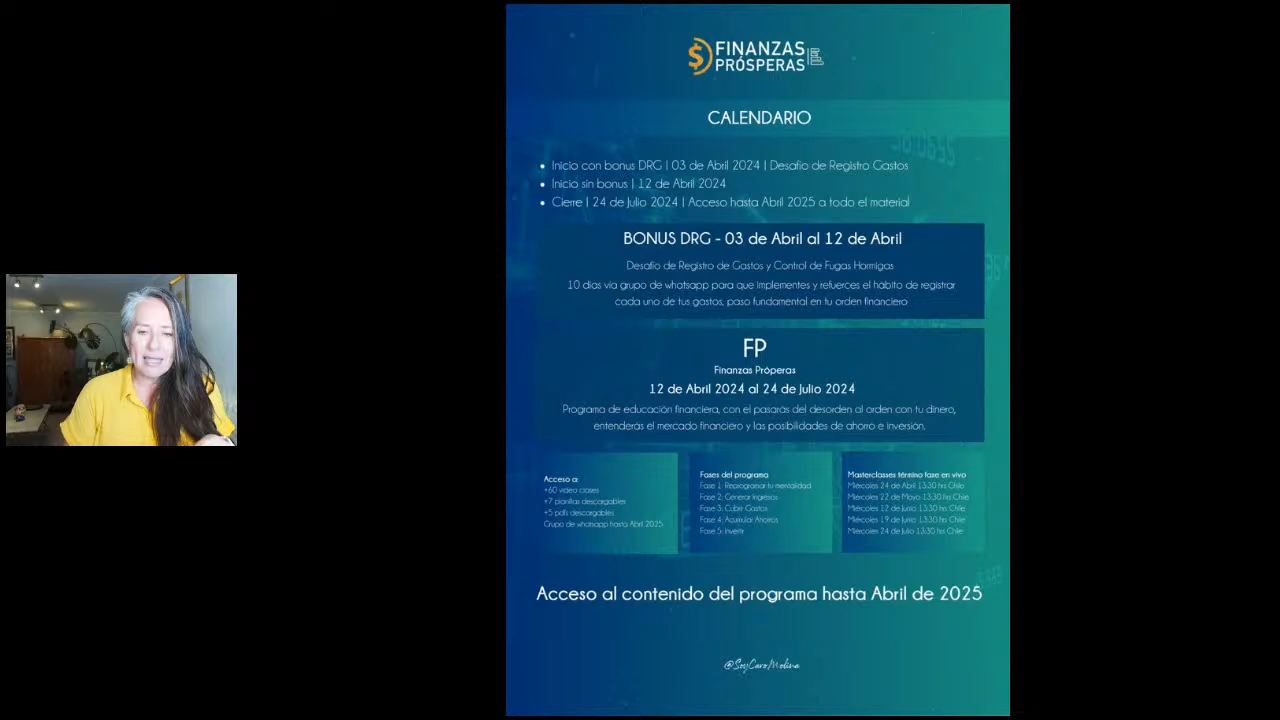 FINANZAS
PRÓSPERAS
CALENDARIO
• Inicio con bonus DRG | 03 de Abril 2024 | Desafío de Registro Gastos
• Inicio sin bonus | 12 de Abril 2024
• Cierre | 24 de Julio 2024 | Acceso hasta Abril 2025 a todo el material
BONUS DRG - 03 de Abril al 12 de Abril
Desafío de Registro de Gastos y Control de Fugas Hormigas
10 días vía grupo de whatsapp para que implementes y refuerces el hábito de registrar
cada uno de tus gastos, paso fundamental en tu orden financiero
FP
Finanzas Próperas
12 de Abril 2024 al 24 de Julio 2024
Programa de educación financiera, con el pasarás del desorden al orden con tu dinero,
entenderás el mercado financiero y las posibilidades de ahorro e inversión.
Acceso a:
+60 video clases
+7 planillas descargables
+5 pdfs descargables
Grupo de whatsapp hasta Abril 2025
Fases del programa
Fase 1: Reprogramar tu mentalidad
Fase 2: Generar Ingresos
Fase 3: Cubrir Gastos
Fase 4: Acumular Ahorros
Fase 5: Invertir
Masterclasses término fase en vivo
Miércoles 24 de Abril 13:30 hrs Chile
Miércoles 22 de Mayo 13:30 hrs Chile
Miércoles 12 de Junio 13:30 hrs Chile
Miércoles 19 de Junio 13:30 hrs Chile
Miércoles 24 de Julio 13:30 hrs Chile
Acceso al contenido del programa hasta Abril de 2025
@SoyCaroMolina